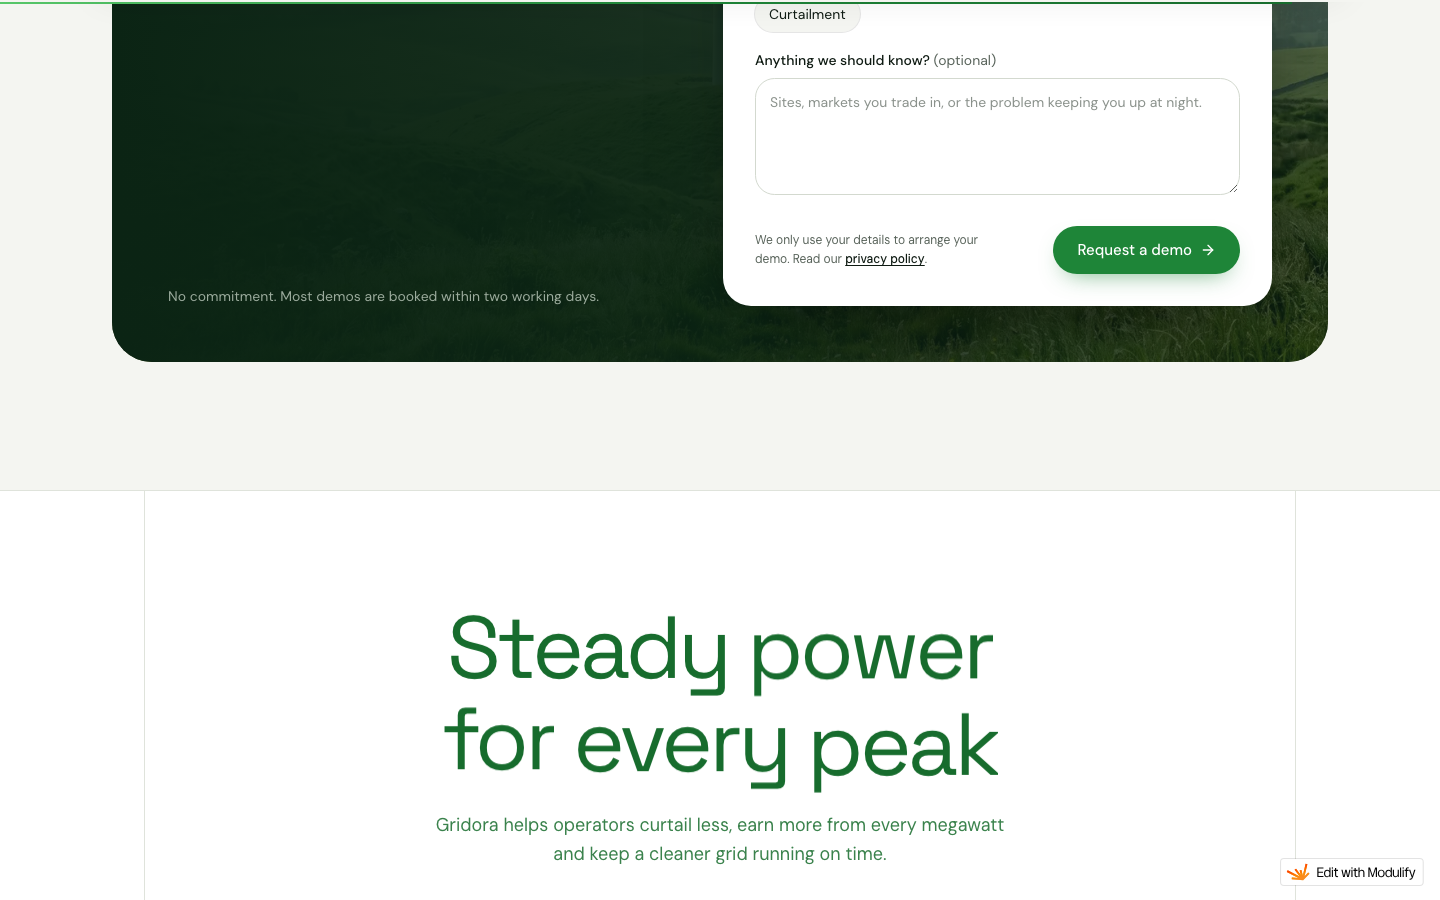 Curtailment
Anything we should know? (optional)
Sites, markets you trade in, or the problem keeping you up at night.
We only use your details to arrange your
demo. Read our privacy policy.
Request a demo →
No commitment. Most demos are booked within two working days.
Steady power
for every peak
Gridora helps operators curtail less, earn more from every megawatt
and keep a cleaner grid running on time.
Edit with Modulify